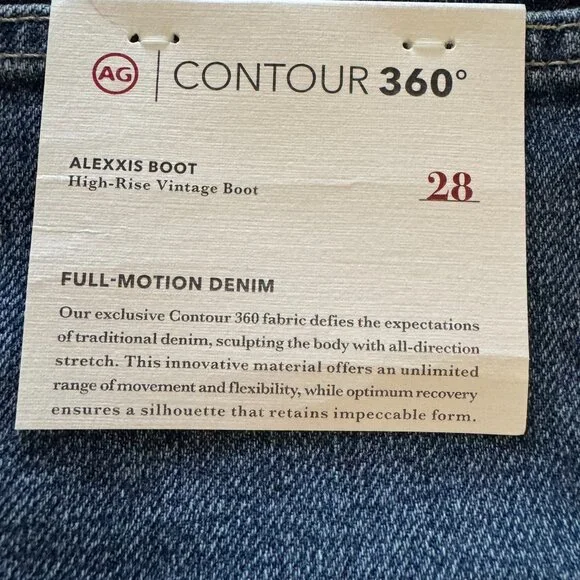 AG | CONTOUR 360°
ALEXXIS BOOT
High-Rise Vintage Boot
28
FULL-MOTION DENIM
Our exclusive Contour 360 fabric defies the expectations
of traditional denim, sculpting the body with all-direction
stretch. This innovative material offers an unlimited
range of movement and flexibility, while optimum recovery
ensures a silhouette that retains impeccable form.